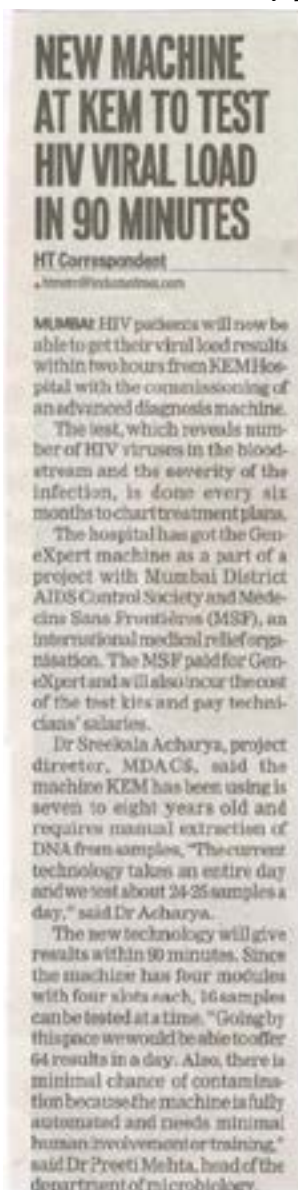 NEW MACHINE
AT KEM TO TEST
HIV VIRAL LOAD
IN 90 MINUTES
HT Correspondent
MUMBAI: HIV patients will now be
able to get their viral load results
within two hours from KEM Hos-
pital with the commissioning of
an advanced diagnosis machine.
The test, which reveals num-
ber of HIV viruses in the blood-
stream and the severity of the
infection, is done every six
months to chart treatment plans.
The hospital has got the Gen-
eXpert machine as a part of a
project with Mumbai District
AIDS Control Society and Mede-
cins Sans Frontières (MSF), an
international medical relief orga-
nisation. The MSF paid for Gen-
eXpert and will also incur the cost
of the test kits and pay techni-
cians' salaries.
Dr Sreekala Acharya, project
director, MDACS, said the
machine KEM has been using is
seven to eight years old and
requires manual extraction of
DNA from samples, "The current
technology takes an entire day
and we test about 24-25 samples a
day," said Dr Acharya.
The new technology will give
results within 90 minutes. Since
the machine has four modules
with four slots each, 16 samples
can be tested at a time. "Going by
this pace we would be able to offer
64 results in a day. Also, there is
minimal chance of contamina-
tion because the machine is fully
automated and needs minimal
human involvement or training,"
said Dr Preeti Mehta, head of the
department of microbiology.